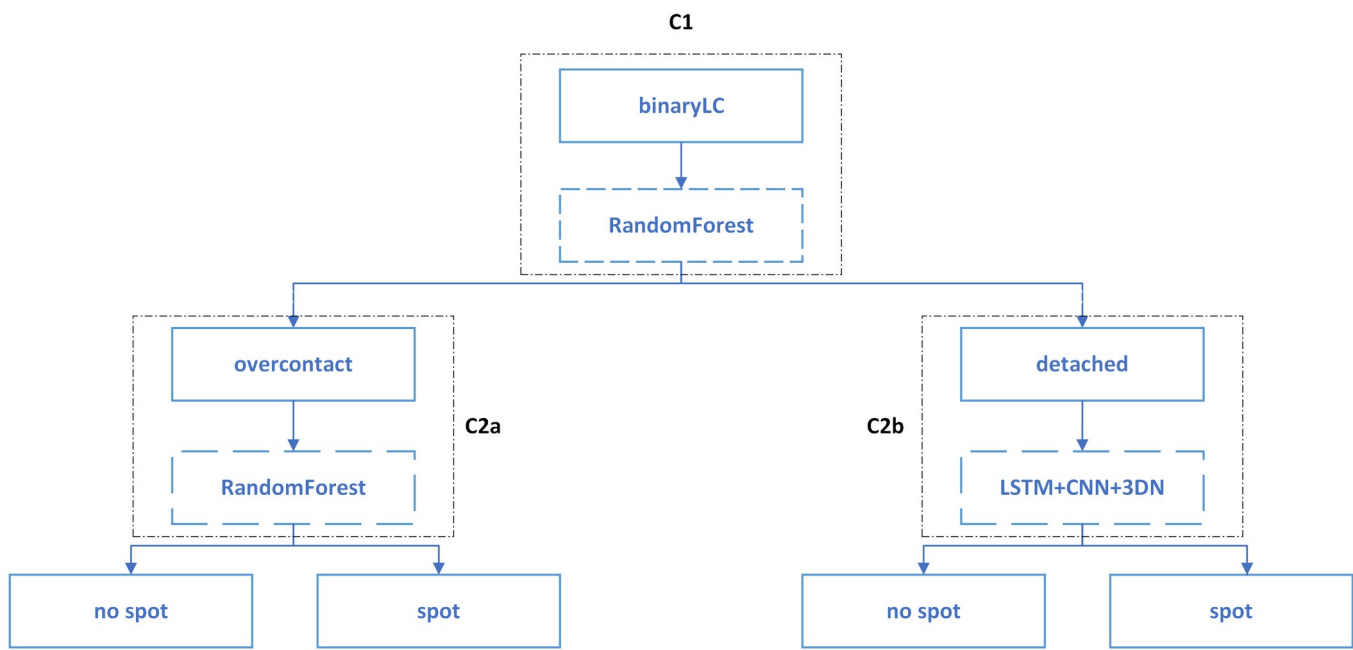 C1
binaryLC
RandomForest
overcontact
detached
C2a
C2b
RandomForest
LSTM+CNN+3DN
no spot
spot
no spot
spot